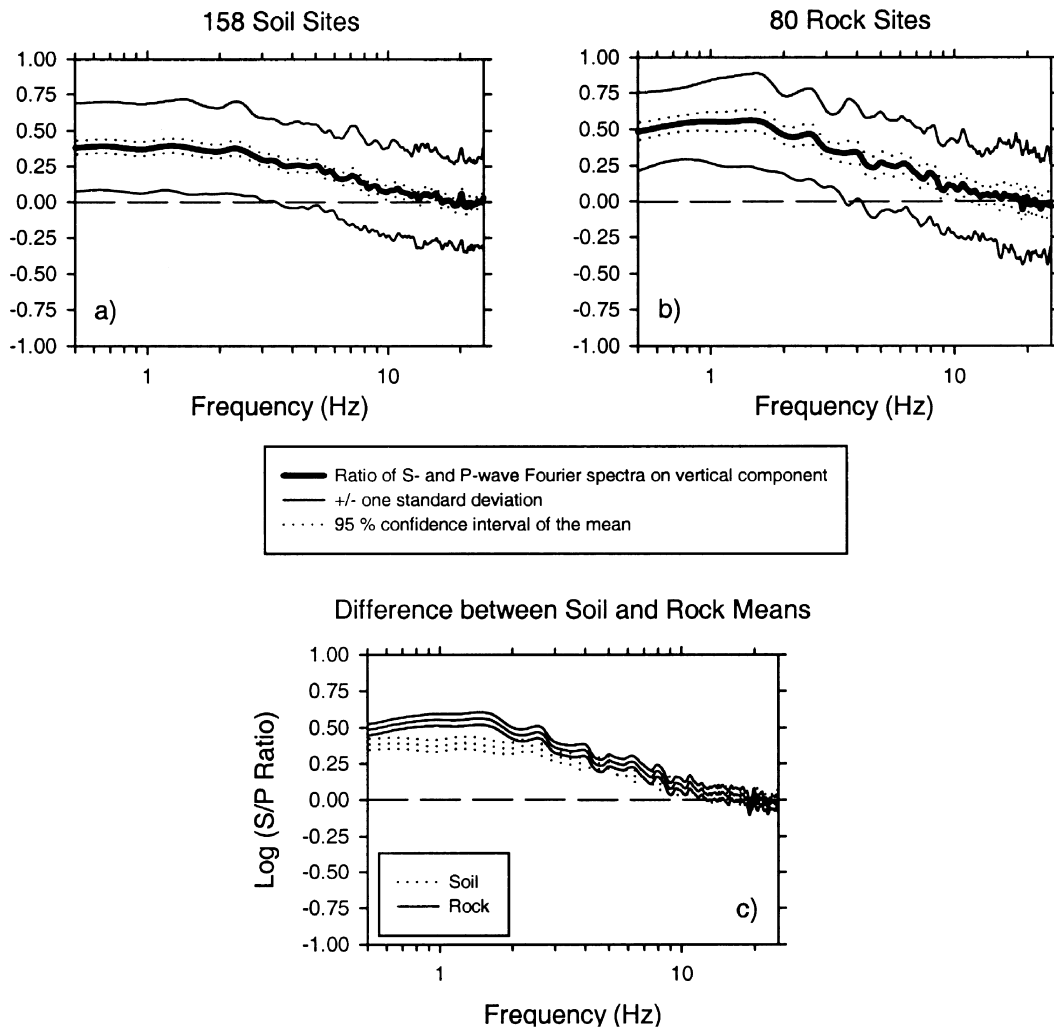 158 Soil Sites
1.00
0.75
0.50
0.25
0.00
-0.25
-0.50
-0.75
-1.00
a)
1
10
Frequency (Hz)
80 Rock Sites
1.00
0.75
0.50
0.25
0.00
-0.25
-0.50
-0.75
-1.00
b)
1
10
Frequency (Hz)
Ratio of S- and P-wave Fourier spectra on vertical component
+/- one standard deviation
95 % confidence interval of the mean
Difference between Soil and Rock Means
Log (S/P Ratio)
1.00
0.75
0.50
0.25
0.00
-0.25
-0.50
-0.75
-1.00
Soil
Rock
c)
1
10
Frequency (Hz)